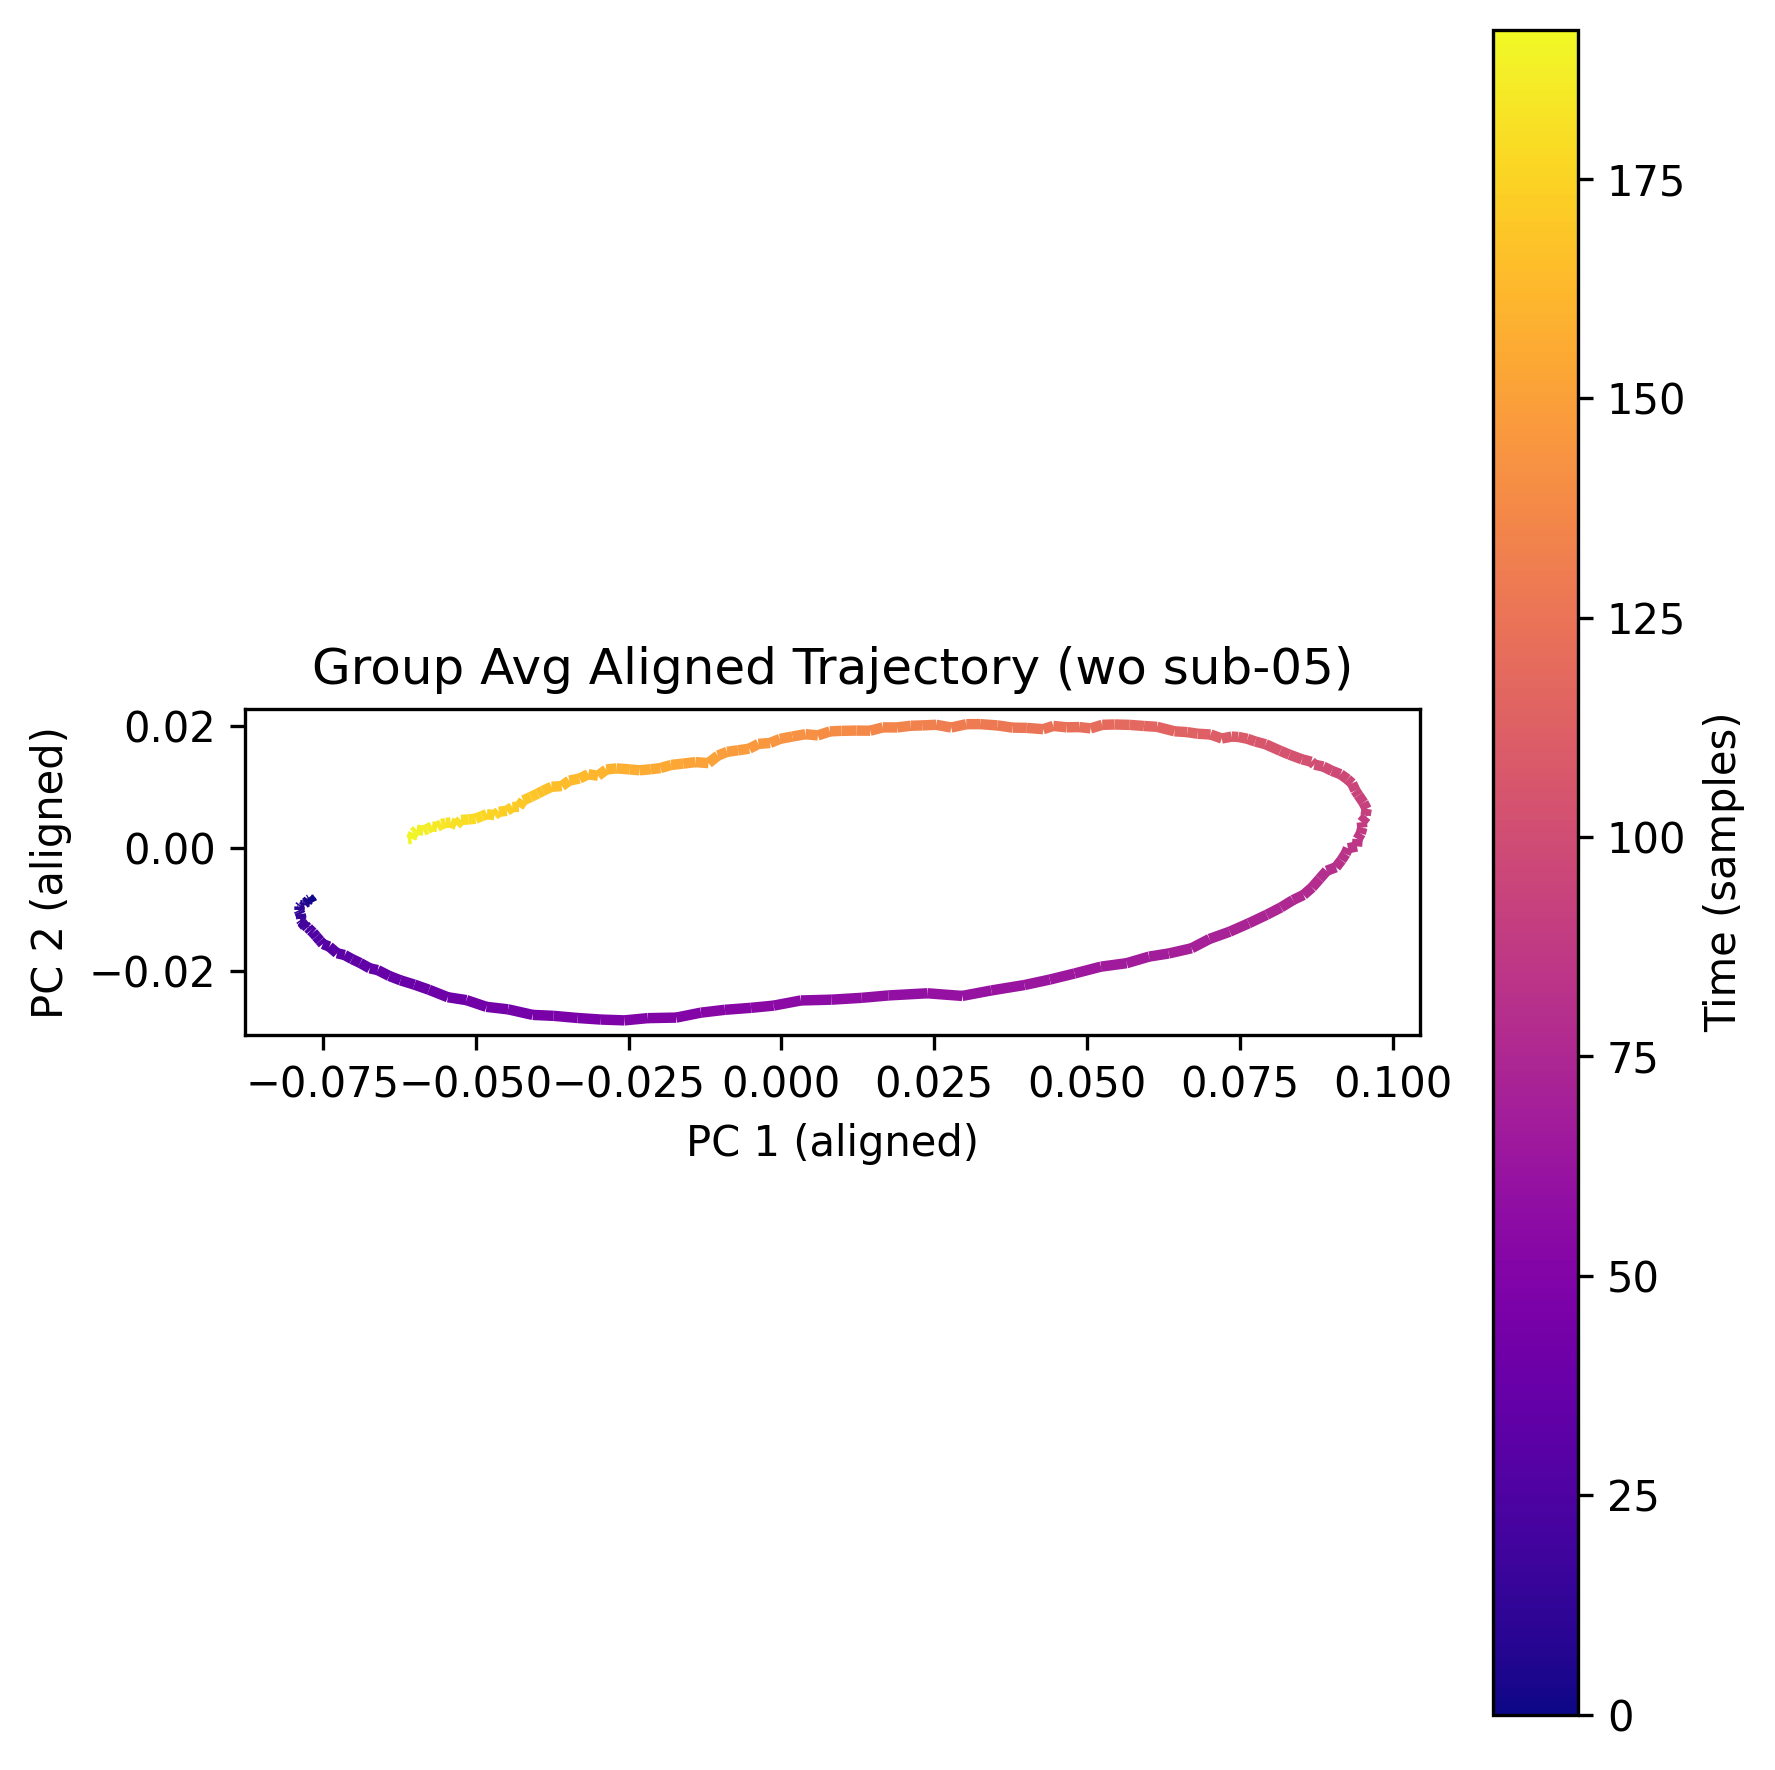 Group Avg Aligned Trajectory (wo sub-05)
PC 2 (aligned)
0.02
0.00
−0.02
−0.075 −0.050 −0.025 0.000 0.025 0.050 0.075 0.100
PC 1 (aligned)
175
150
125
100
75
50
25
0
Time (samples)